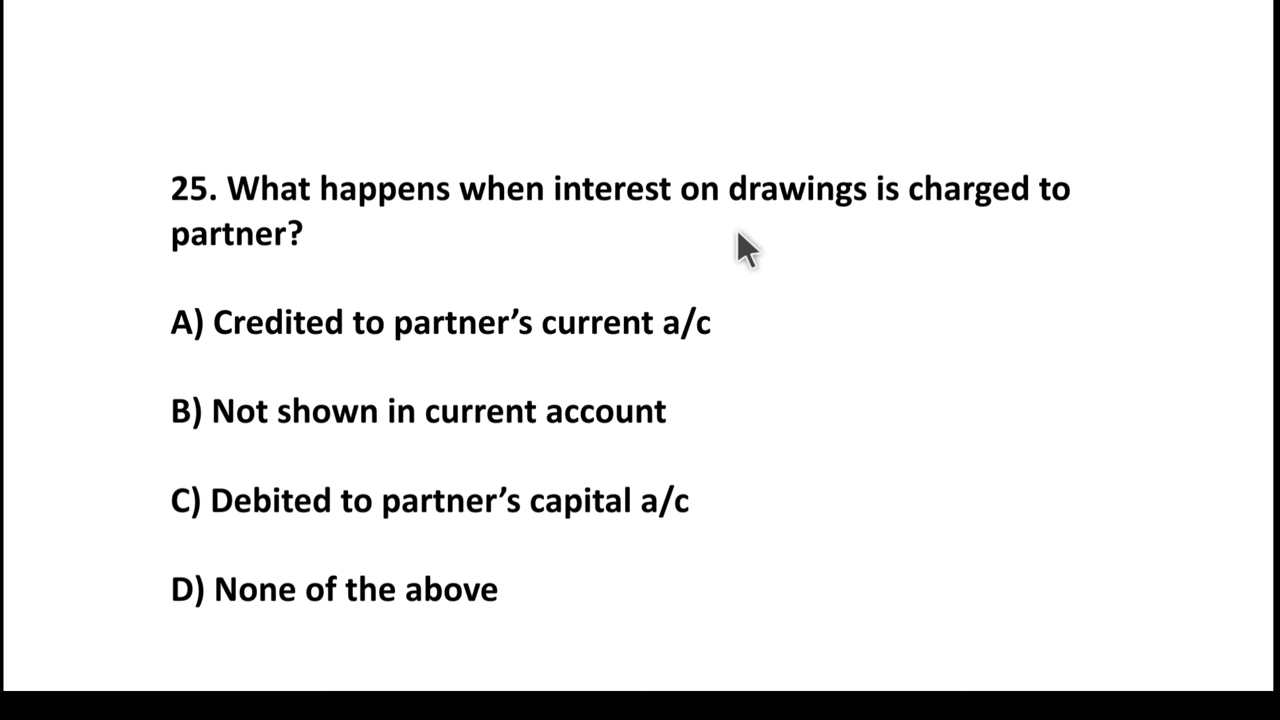 25. What happens when interest on drawings is charged to
partner?
A) Credited to partner’s current a/c
B) Not shown in current account
C) Debited to partner’s capital a/c
D) None of the above